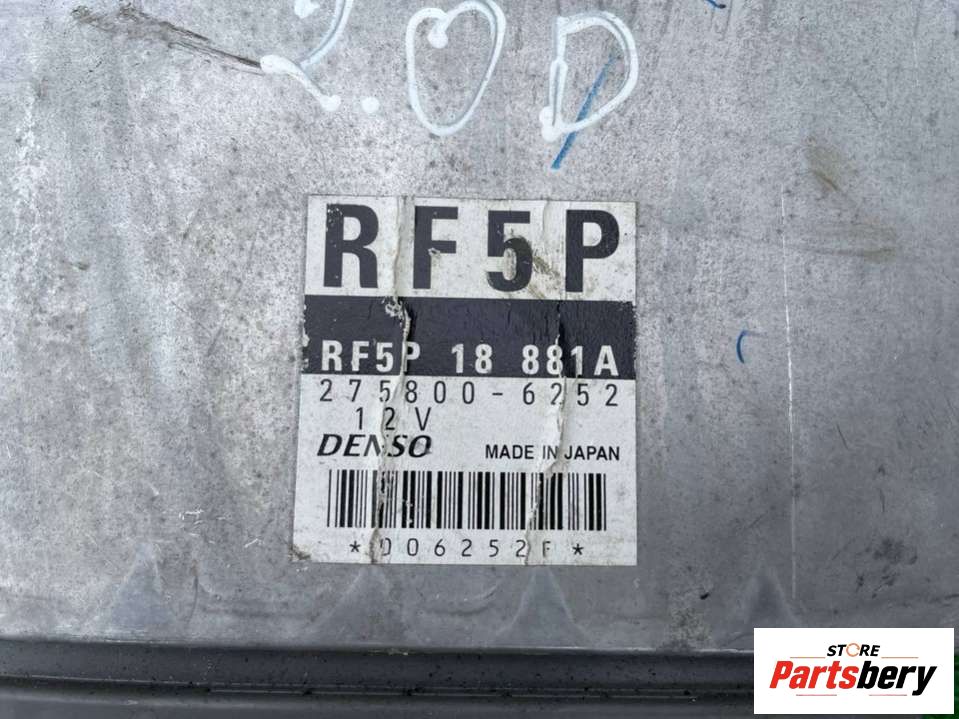 2.0D
RF5P
RF5P 18 881A
275800-6252
12V
DENSO MADE IN JAPAN
*006252F*
STORE
Partsbery